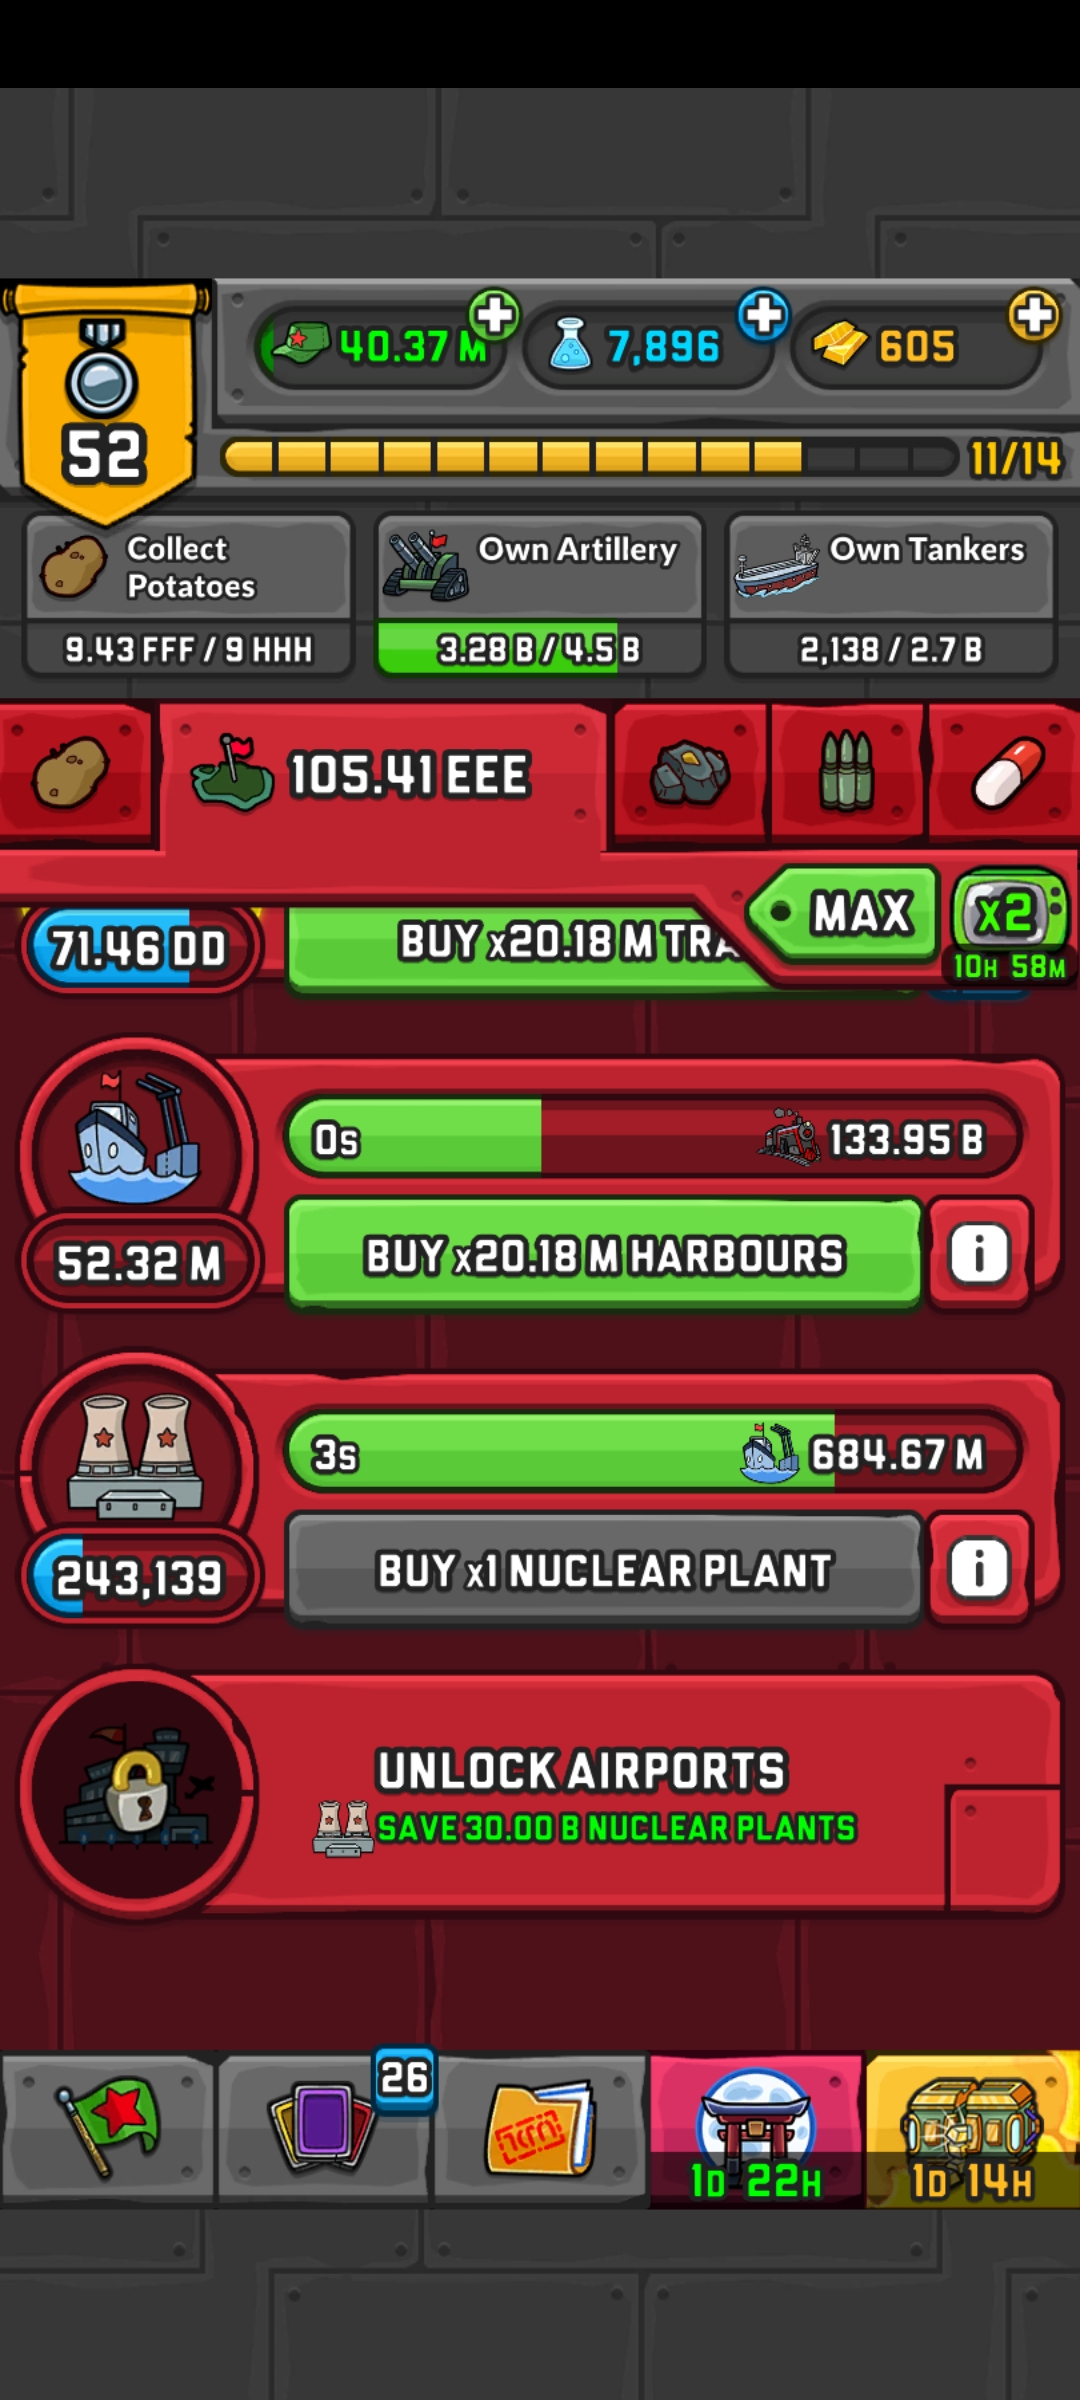 40.37 M
7,896
605
52
11/14
Collect
Potatoes
9.43 FFF / 9 HHH
Own Artillery
3.28 B / 4.5 B
Own Tankers
2,138 / 2.7 B
105.41 EEE
MAX
x2
10H 58M
71.46 DD
BUY x20.18 M TRA
0s
133.95 B
52.32 M
BUY x20.18 M HARBOURS
i
3s
684.67 M
243,139
BUY x1 NUCLEAR PLANT
i
UNLOCK AIRPORTS
SAVE 30.00 B NUCLEAR PLANTS
26
1D 22H
1D 14H